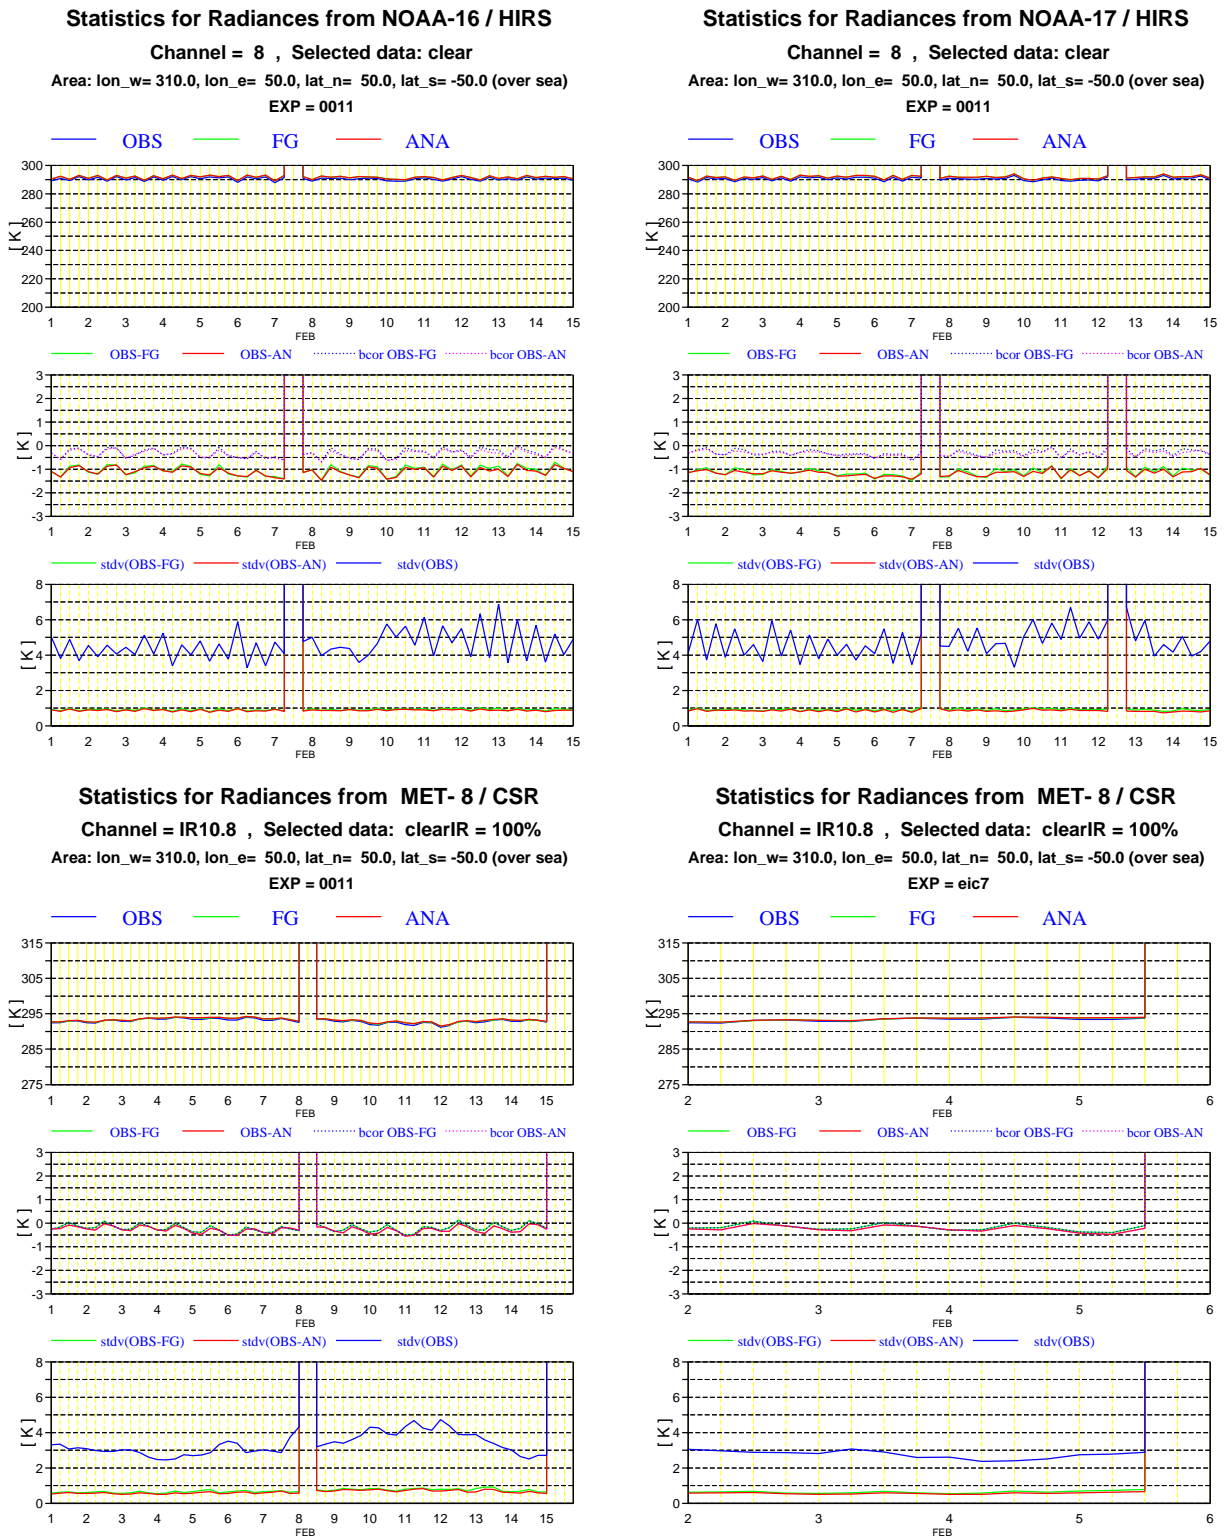 Statistics for Radiances from NOAA-16 / HIRS
Channel = 8 , Selected data: clear
Area: lon_w= 310.0, lon_e= 50.0, lat_n= 50.0, lat_s= -50.0 (over sea)
EXP = 0011
OBS FG ANA
300
290
280
260
240
220
200
[ K ]
1 2 3 4 5 6 7 8 9 10 11 12 13 14 15
FEB
OBS-FG OBS-AN bcor OBS-FG bcor OBS-AN
3
2
1
0
-1
-2
-3
[ K ]
1 2 3 4 5 6 7 8 9 10 11 12 13 14 15
FEB
stdv(OBS-FG) stdv(OBS-AN) stdv(OBS)
8
6
4
2
0
[ K ]
1 2 3 4 5 6 7 8 9 10 11 12 13 14 15
FEB
Statistics for Radiances from NOAA-17 / HIRS
Channel = 8 , Selected data: clear
Area: lon_w= 310.0, lon_e= 50.0, lat_n= 50.0, lat_s= -50.0 (over sea)
EXP = 0011
OBS FG ANA
300
290
280
260
240
220
200
[ K ]
1 2 3 4 5 6 7 8 9 10 11 12 13 14 15
FEB
OBS-FG OBS-AN bcor OBS-FG bcor OBS-AN
3
2
1
0
-1
-2
-3
[ K ]
1 2 3 4 5 6 7 8 9 10 11 12 13 14 15
FEB
stdv(OBS-FG) stdv(OBS-AN) stdv(OBS)
8
6
4
2
0
[ K ]
1 2 3 4 5 6 7 8 9 10 11 12 13 14 15
FEB
Statistics for Radiances from MET- 8 / CSR
Channel = IR10.8 , Selected data: clearIR = 100%
Area: lon_w= 310.0, lon_e= 50.0, lat_n= 50.0, lat_s= -50.0 (over sea)
EXP = 0011
OBS FG ANA
315
305
295
285
275
[ K ]
1 2 3 4 5 6 7 8 9 10 11 12 13 14 15
FEB
OBS-FG OBS-AN bcor OBS-FG bcor OBS-AN
3
2
1
0
-1
-2
-3
[ K ]
1 2 3 4 5 6 7 8 9 10 11 12 13 14 15
FEB
stdv(OBS-FG) stdv(OBS-AN) stdv(OBS)
8
6
4
2
0
[ K ]
1 2 3 4 5 6 7 8 9 10 11 12 13 14 15
FEB
Statistics for Radiances from MET- 8 / CSR
Channel = IR10.8 , Selected data: clearIR = 100%
Area: lon_w= 310.0, lon_e= 50.0, lat_n= 50.0, lat_s= -50.0 (over sea)
EXP = eic7
OBS FG ANA
315
305
295
285
275
[ K ]
2 3 4 5 6
FEB
OBS-FG OBS-AN bcor OBS-FG bcor OBS-AN
3
2
1
0
-1
-2
-3
[ K ]
2 3 4 5 6
FEB
stdv(OBS-FG) stdv(OBS-AN) stdv(OBS)
8
6
4
2
0
[ K ]
2 3 4 5 6
FEB